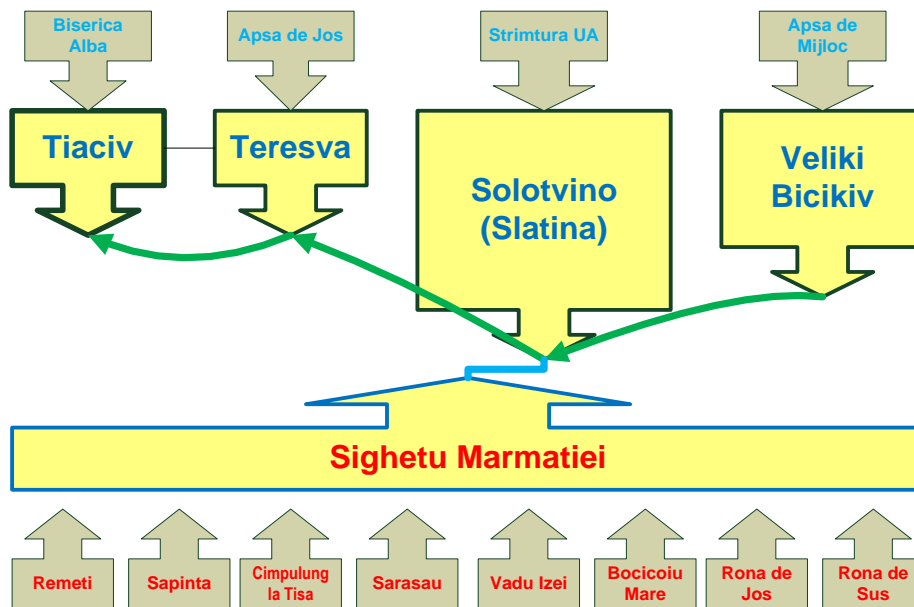 Biserica
Alba
Apsa de Jos
Strimtura UA
Apsa de
Mijloc
Tiaciv
Teresva
Solotvino
(Slatina)
Veliki
Bicikiv
Sighetu Marmatiei
Remeti
Sapinta
Cimpulung
la Tisa
Sarasau
Vadu Izei
Bocicoiu
Mare
Rona de
Jos
Rona de
Sus